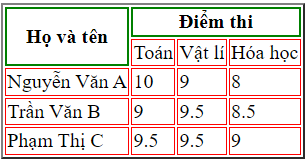 Họ và tên
Điểm thi
Toán Vật lí Hóa học
Nguyễn Văn A 10 9 8
Trần Văn B 9 9.5 8.5
Phạm Thị C 9.5 9.5 9